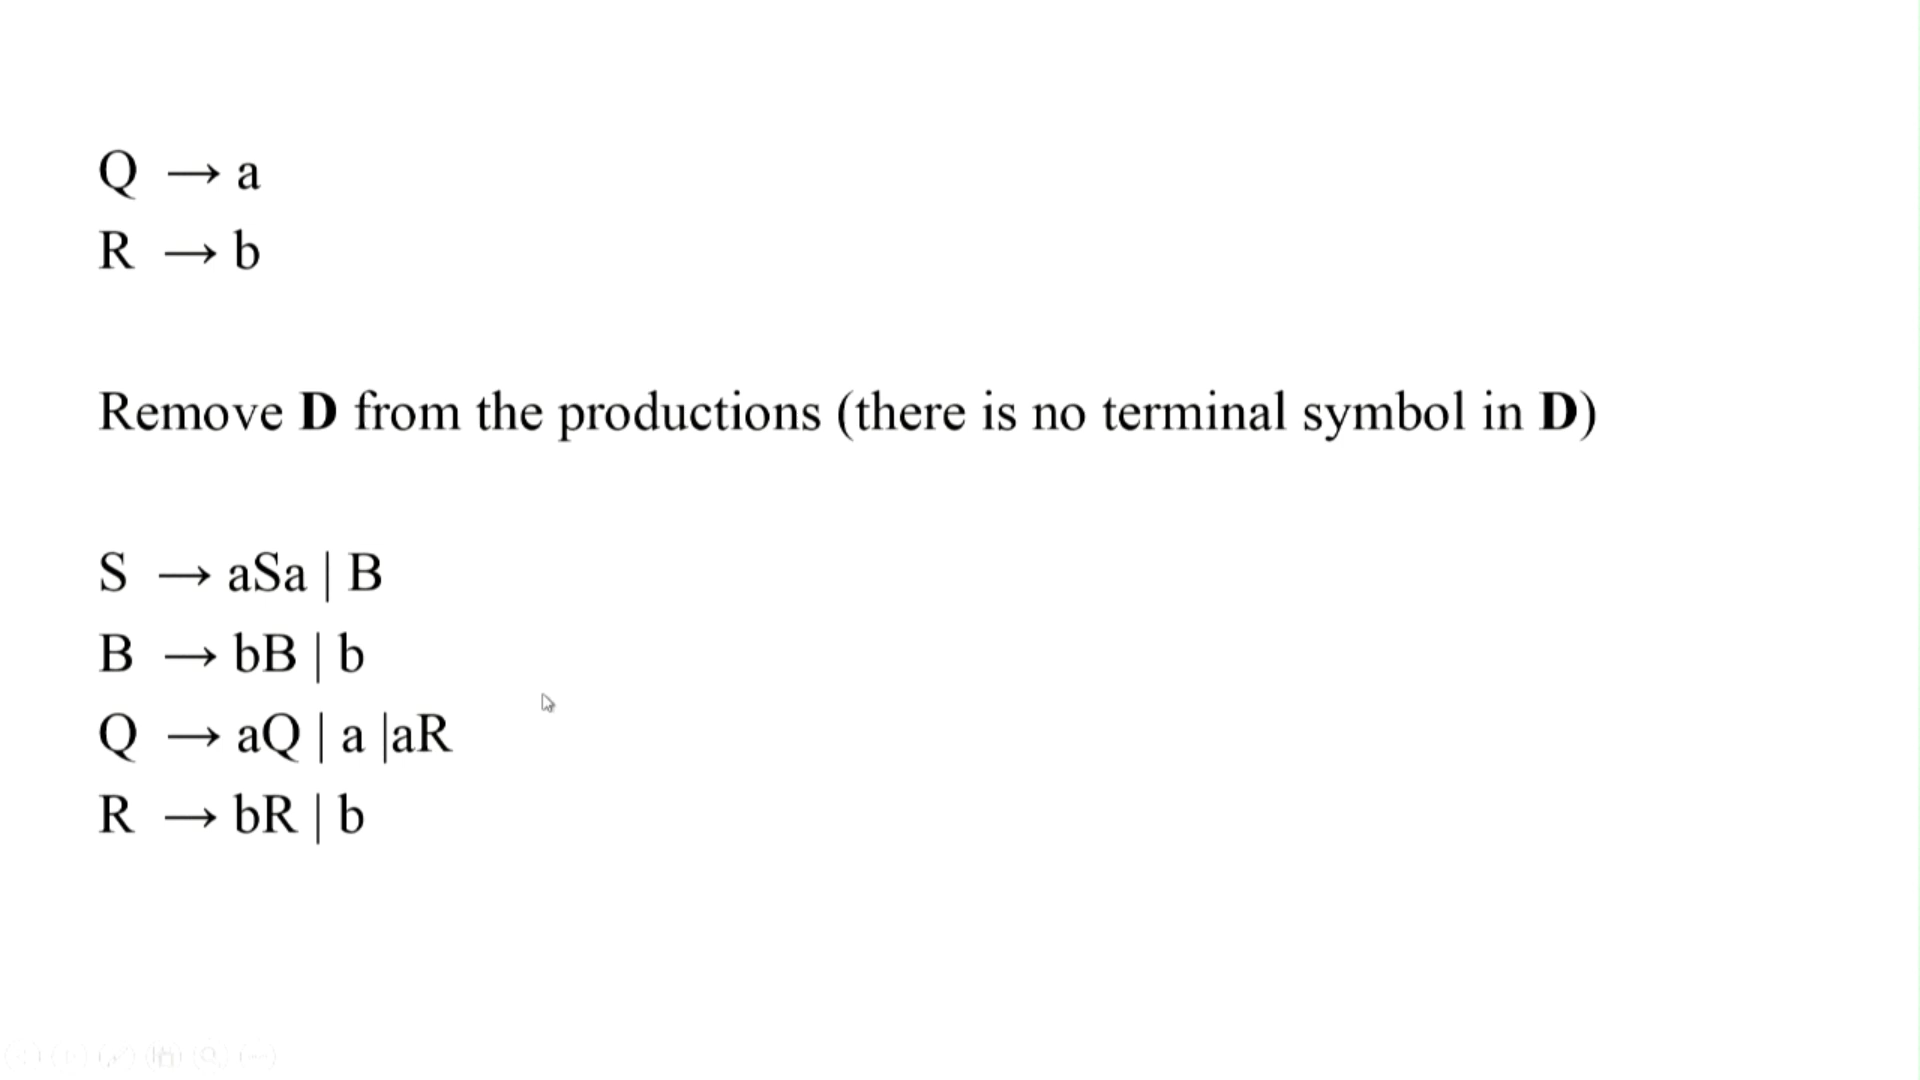 Q → a
R → b
Remove D from the productions (there is no terminal symbol in D)
S → aSa | B
B → bB | b
Q → aQ | a |aR
R → bR | b